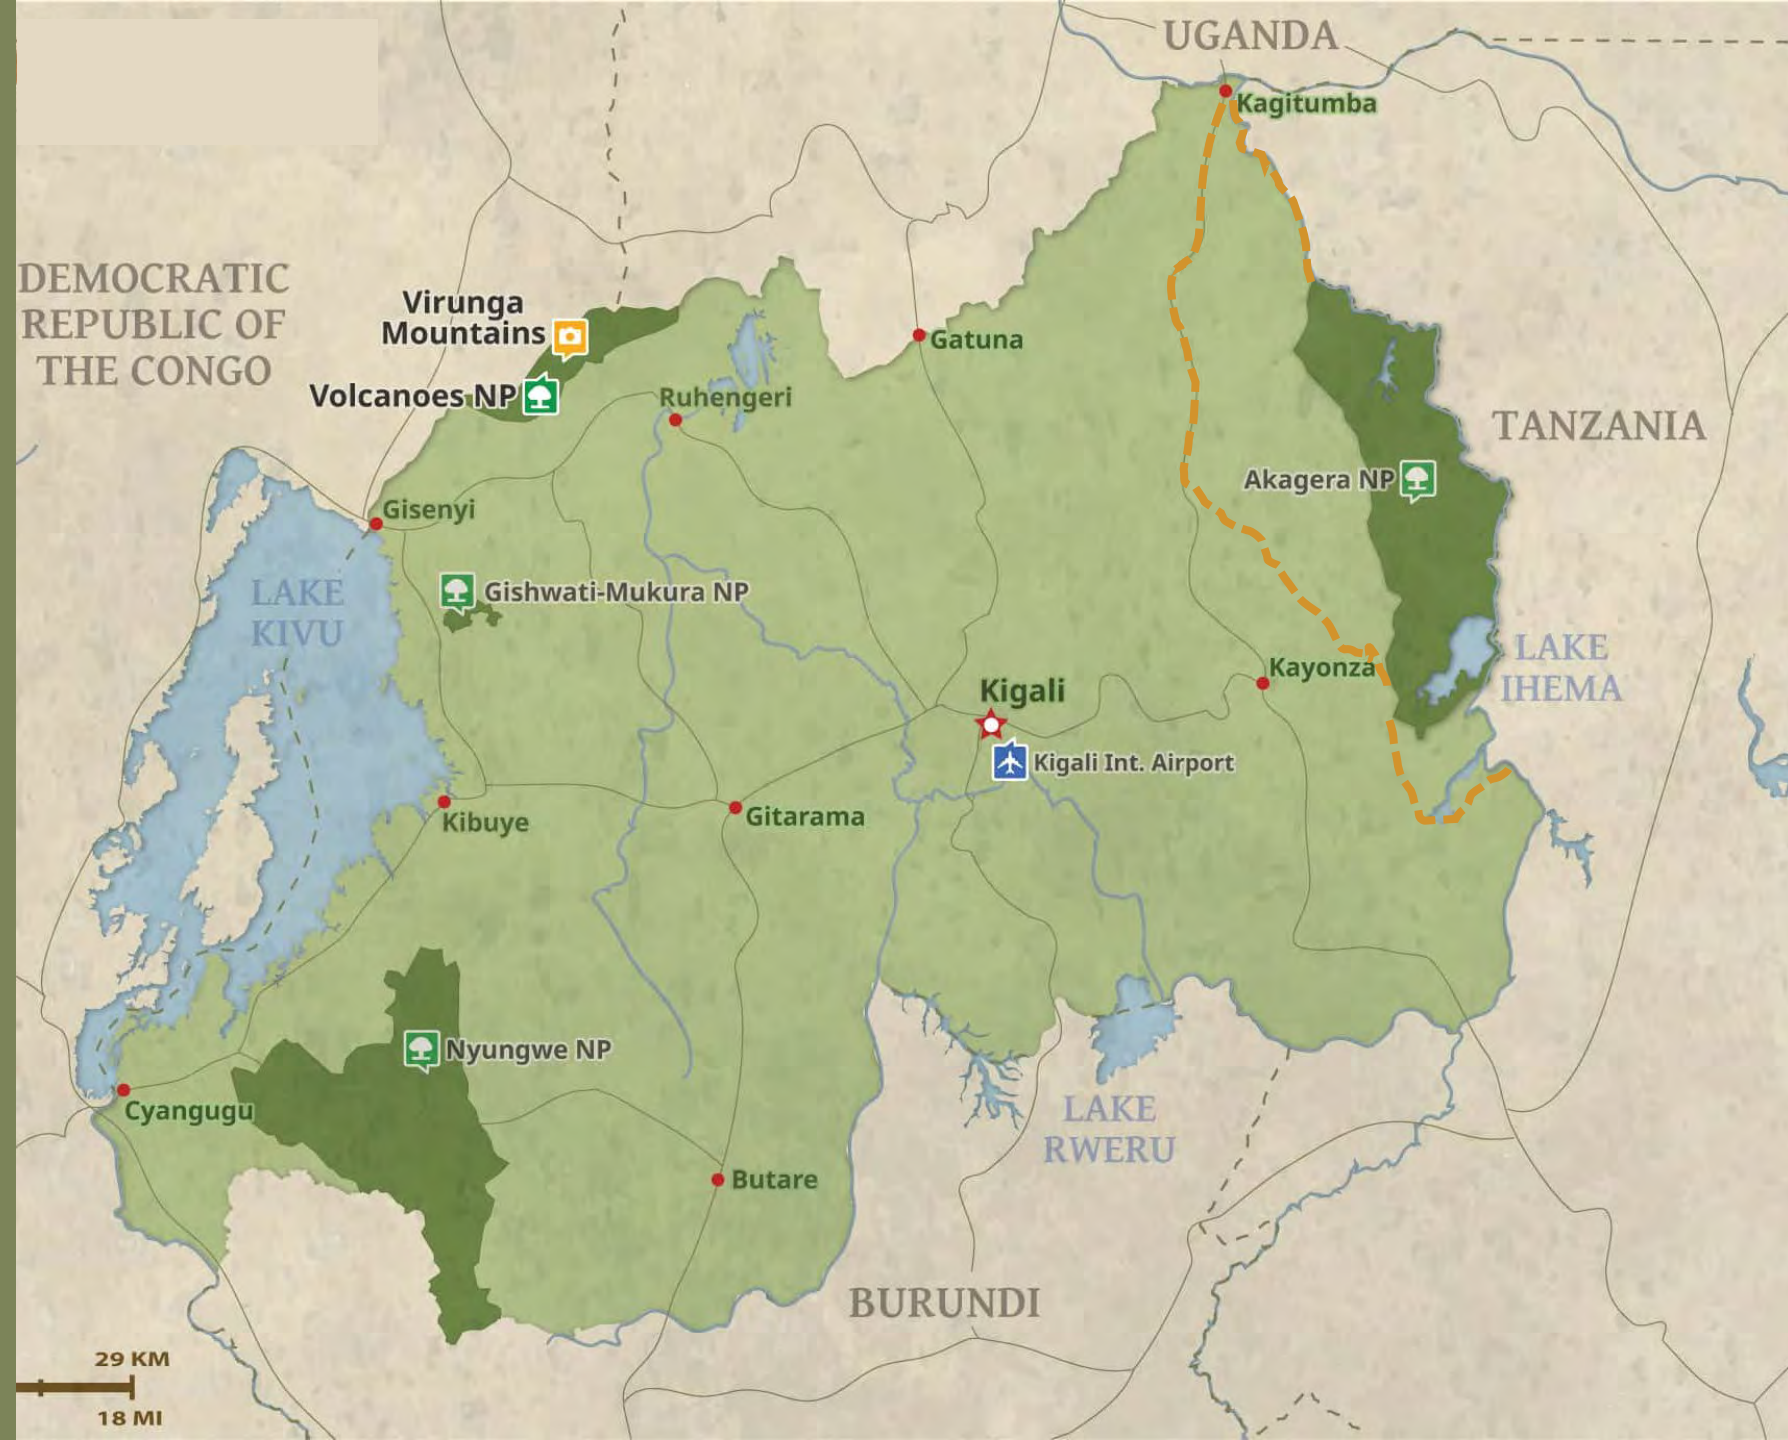 UGANDA
Kagitumba
DEMOCRATIC
REPUBLIC OF
THE CONGO
Virunga
Mountains
Gatuna
Volcanoes NP
Ruhengeri
TANZANIA
Akagera NP
Gisenyi
LAKE
KIVU
Gishwati-Mukura NP
LAKE
IHEMA
Kayonza
Kigali
Kigali Int. Airport
Kibuye
Gitarama
Nyungwe NP
Cyangugu
LAKE
RWERU
Butare
BURUNDI
29 KM
18 MI